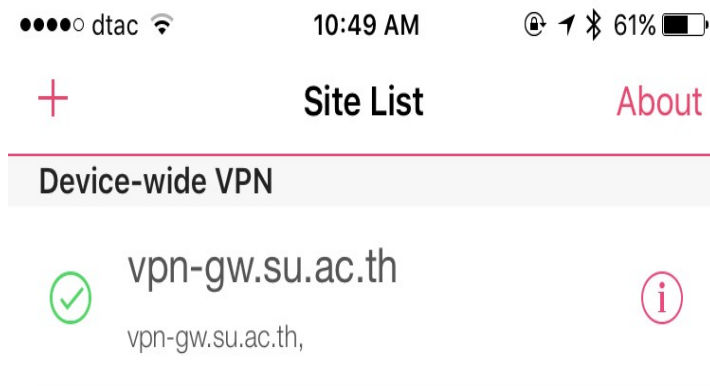 dtac 10:49 AM 61%
+ Site List About
Device-wide VPN
vpn-gw.su.ac.th
i
vpn-gw.su.ac.th,